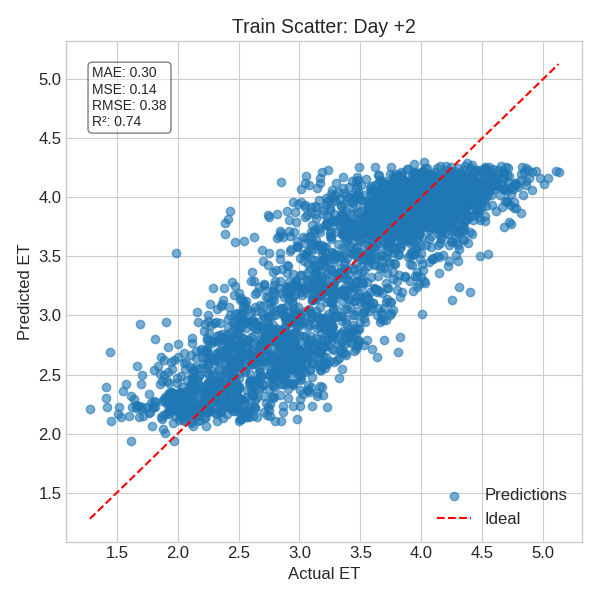 Train Scatter: Day +2
MAE: 0.30
MSE: 0.14
RMSE: 0.38
R²: 0.74
5.0
4.5
4.0
3.5
3.0
2.5
2.0
1.5
Predicted ET
Predictions
Ideal
1.5 2.0 2.5 3.0 3.5 4.0 4.5 5.0
Actual ET